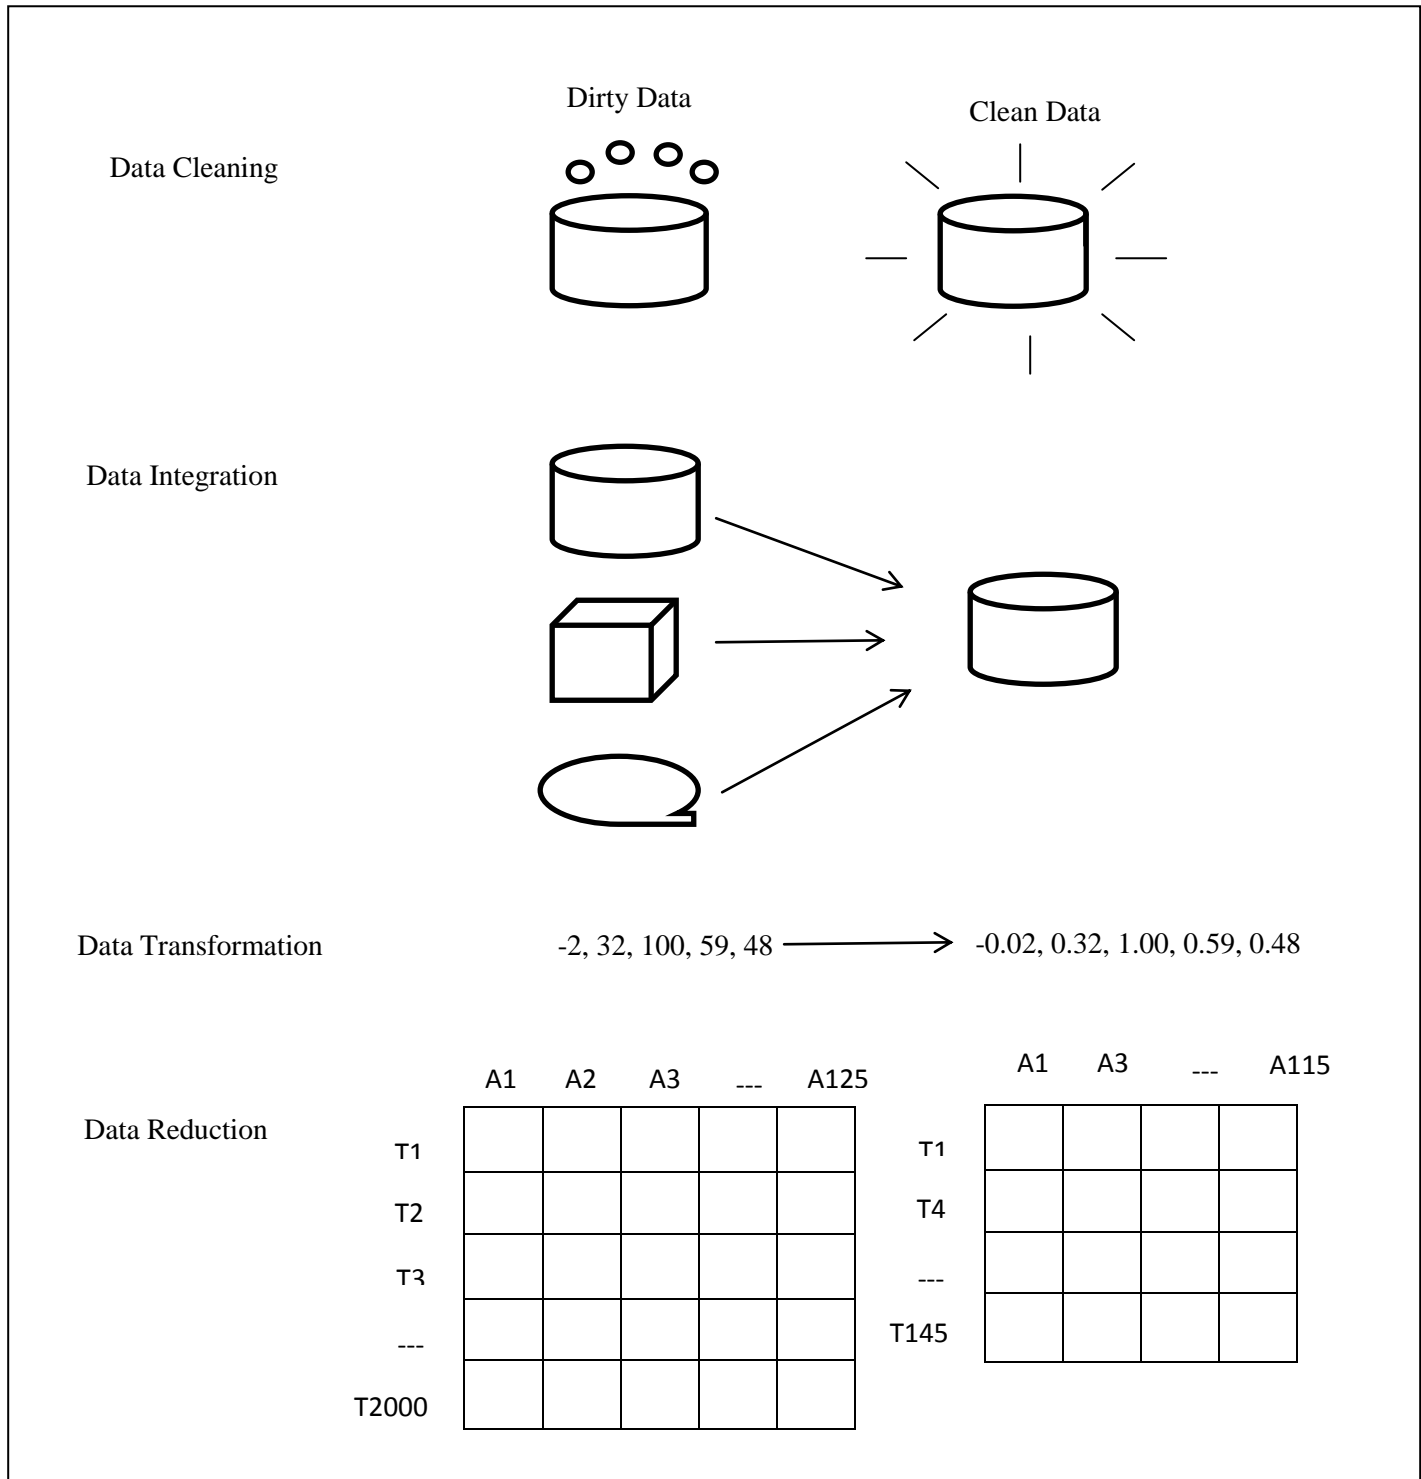 Dirty Data
Clean Data
Data Cleaning
Data Integration
Data Transformation
-2, 32, 100, 59, 48
-0.02, 0.32, 1.00, 0.59, 0.48
Data Reduction
A1 A2 A3 --- A125
T1
T2
T3
---
T2000
A1 A3 --- A115
T1
T4
---
T145